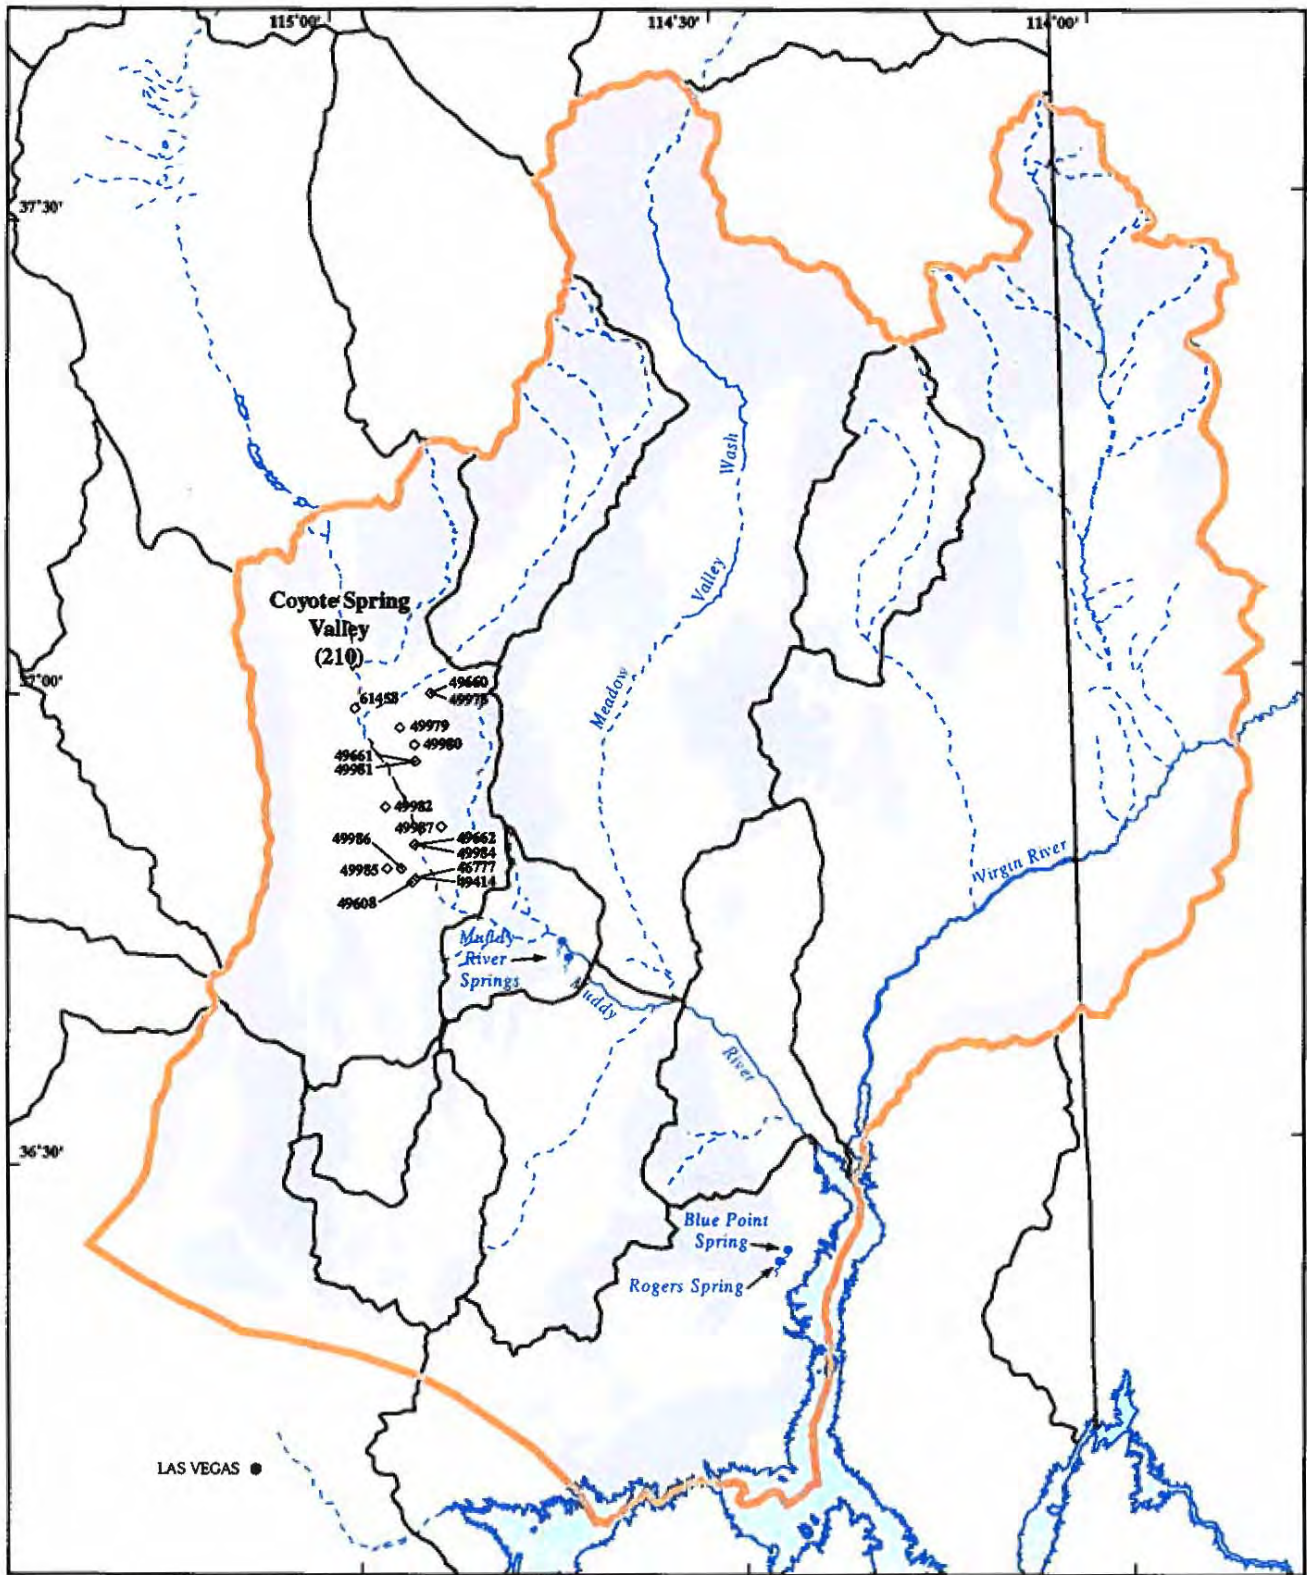 115°00'
114°30'
114°00'
37°30'
Wash
Valley
Coyote Spring
Valley
(210)
37°00'
49660
61458
49978
Meadow
49979
49980
49661
49981
49982
49987
49986
49662
49984
49985
46777
49414
49608
Virgin River
Muddy
River
Springs
Muddy
River
36°30'
Blue Point
Spring
Rogers Spring
LAS VEGAS